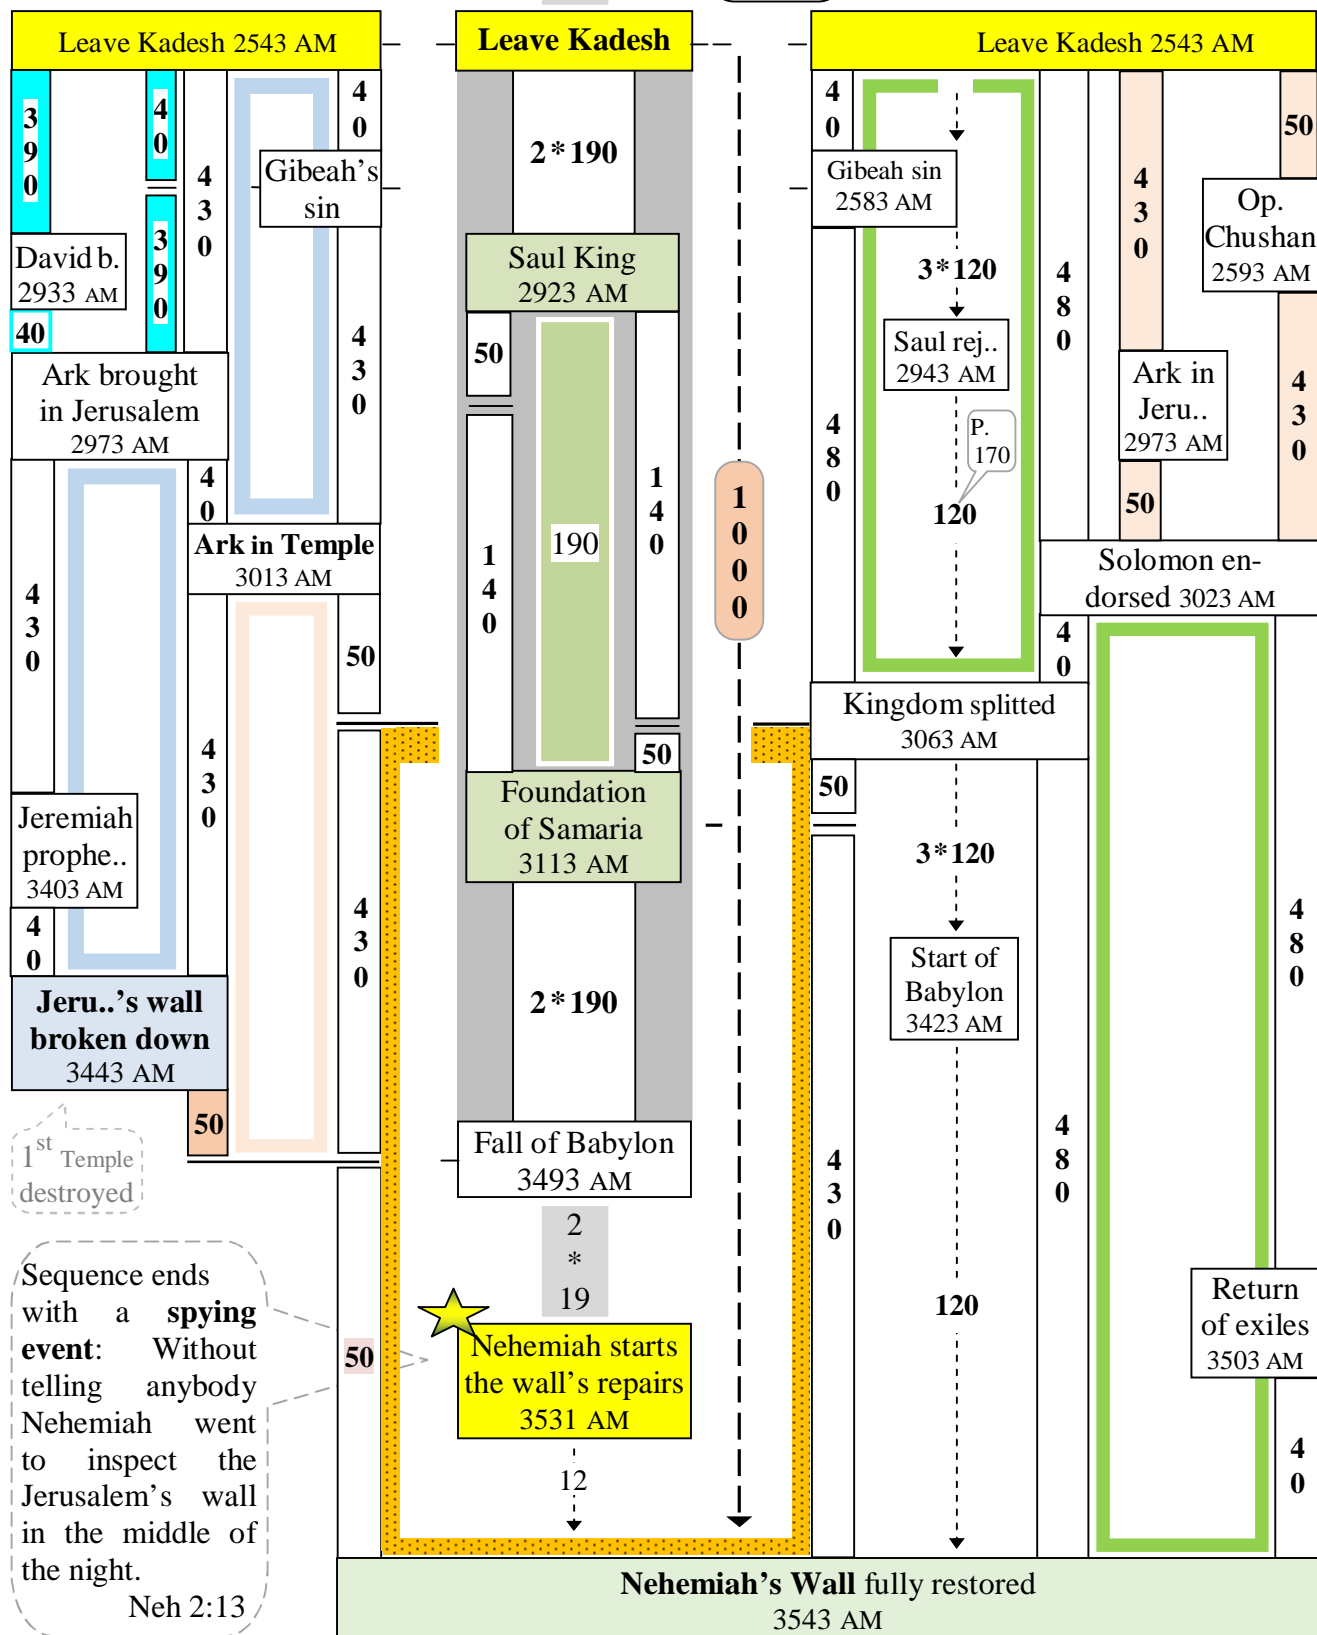 Leave Kadesh 2543 AM
Leave Kadesh
Leave Kadesh 2543 AM
390
40
430
40
Gibeah's
sin
430
David b.
2933 AM
390
40
Ark brought
in Jerusalem
2973 AM
40
Ark in Temple
3013 AM
430
430
50
Jeremiah
prophe..
3403 AM
40
430
Jeru..'s wall
broken down
3443 AM
50
1st Temple
destroyed
Sequence ends
with a spying
event: Without
telling anybody
Nehemiah went
to inspect the
Jerusalem's wall
in the middle of
the night.
Neh 2:13
50
2*190
Saul King
2923 AM
50
140
190
140
50
1000
Foundation
of Samaria
3113 AM
2*190
Fall of Babylon
3493 AM
2
*
19
Nehemiah starts
the wall's repairs
3531 AM
12
40
Gibeah sin
2583 AM
480
3*120
Saul rej..
2943 AM
P.
170
120
480
430
50
Op.
Chushan
2593 AM
Ark in
Jeru..
2973 AM
430
50
Solomon en-
dorsed 3023 AM
40
Kingdom splitted
3063 AM
50
3*120
Start of
Babylon
3423 AM
430
480
480
120
Return
of exiles
3503 AM
40
Nehemiah's Wall fully restored
3543 AM